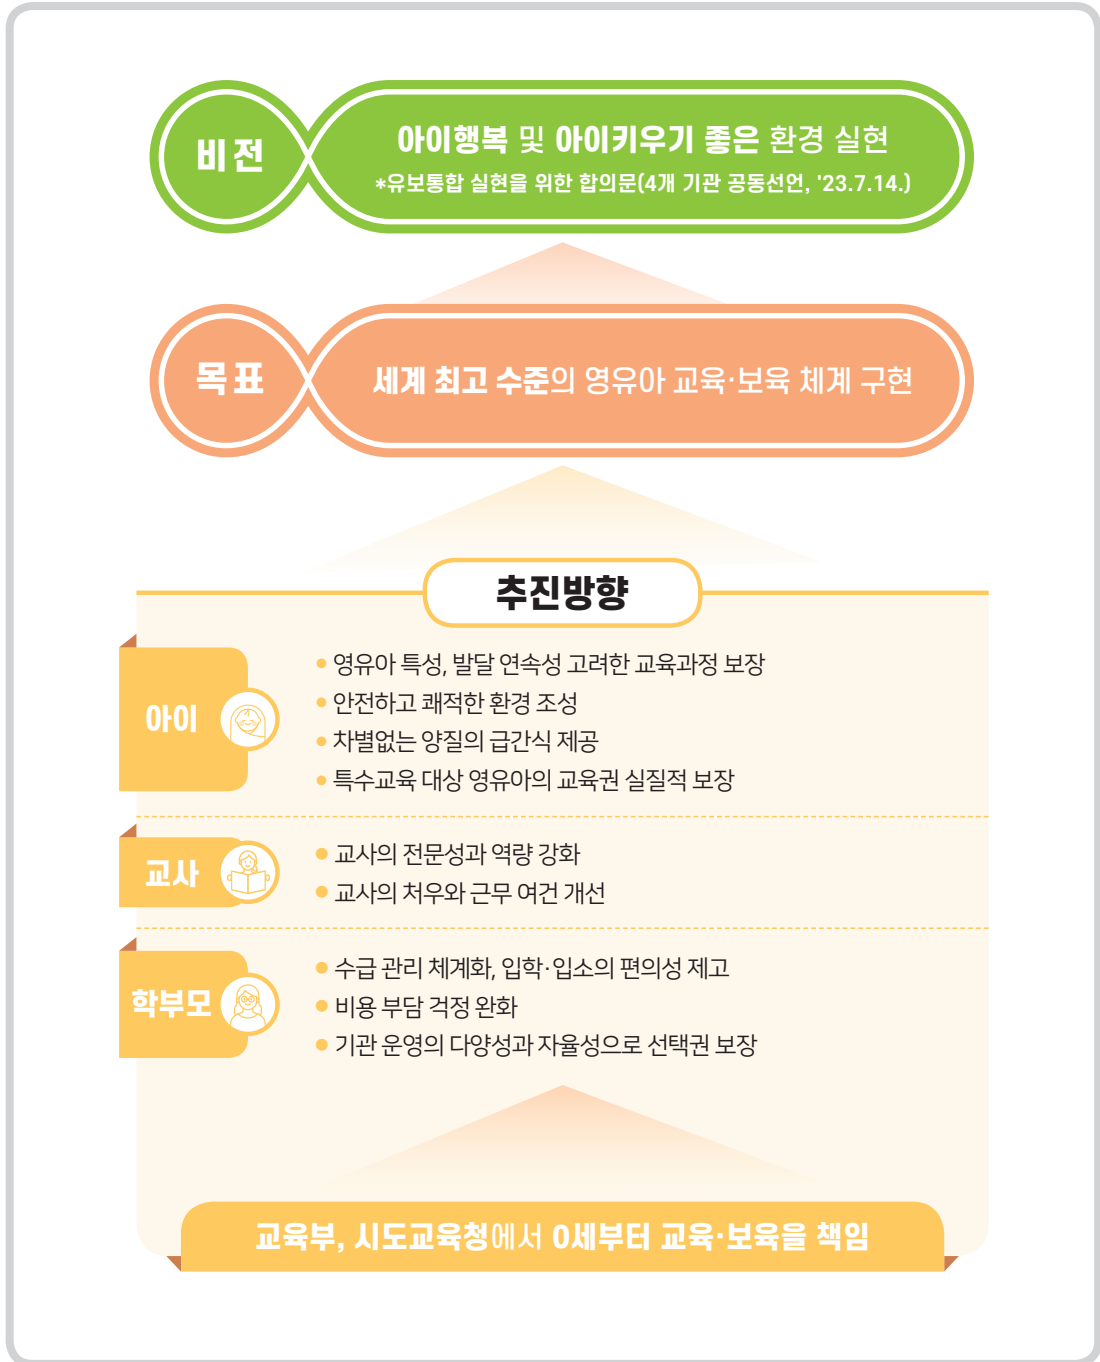 비전
아이행복 및 아이키우기 좋은 환경 실현
*유보통합 실현을 위한 합의문(4개 기관 공동선언, '23.7.14.)
목표
세계 최고 수준의 영유아 교육·보육 체계 구현
추진방향
아이
• 영유아 특성, 발달 연속성 고려한 교육과정 보장
• 안전하고 쾌적한 환경 조성
• 차별없는 양질의 급간식 제공
• 특수교육 대상 영유아의 교육권 실질적 보장
교사
• 교사의 전문성과 역량 강화
• 교사의 처우와 근무 여건 개선
학부모
• 수급 관리 체계화, 입학·입소의 편의성 제고
• 비용 부담 걱정 완화
• 기관 운영의 다양성과 자율성으로 선택권 보장
교육부, 시도교육청에서 0세부터 교육·보육을 책임